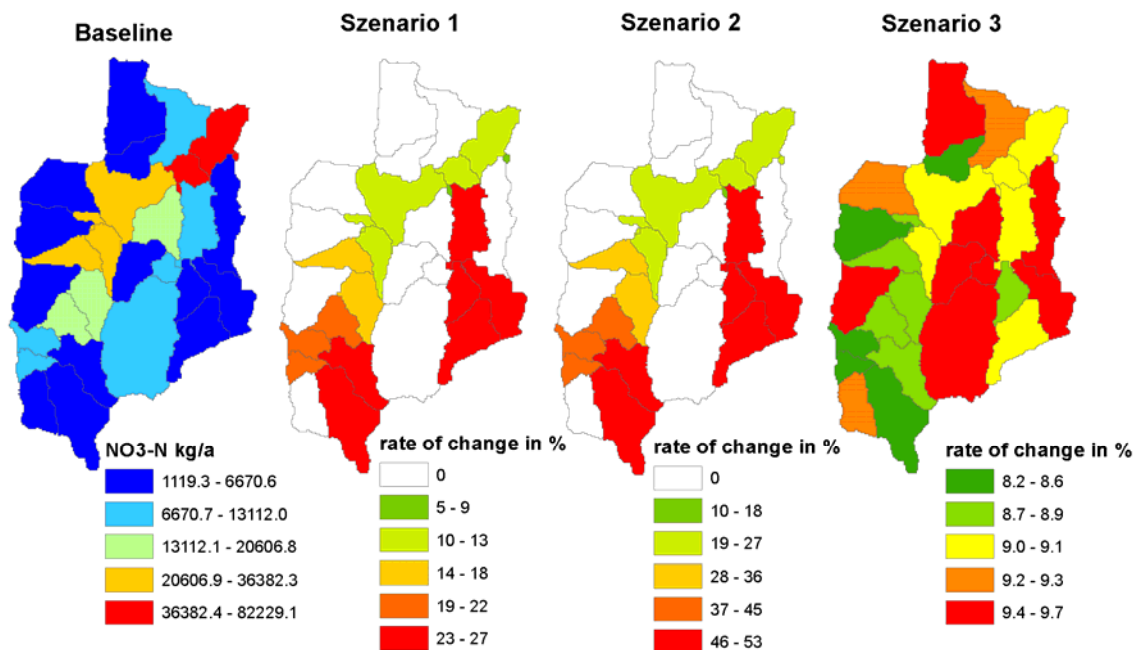 Baseline
Szenario 1
Szenario 2
Szenario 3
NO3-N kg/a
1119.3 - 6670.6
6670.7 - 13112.0
13112.1 - 20606.8
20606.9 - 36382.3
36382.4 - 82229.1
rate of change in %
0
5 - 9
10 - 13
14 - 18
19 - 22
23 - 27
rate of change in %
0
10 - 18
19 - 27
28 - 36
37 - 45
46 - 53
rate of change in %
8.2 - 8.6
8.7 - 8.9
9.0 - 9.1
9.2 - 9.3
9.4 - 9.7